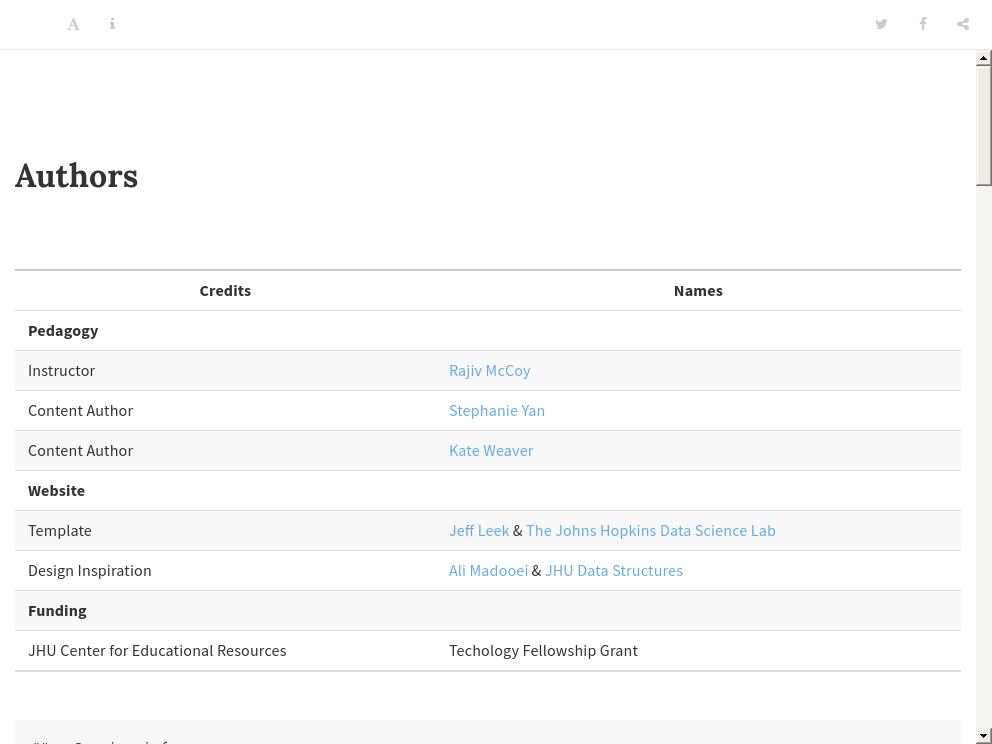 Authors
Credits Names
Pedagogy
Instructor Rajiv McCoy
Content Author Stephanie Yan
Content Author Kate Weaver
Website
Template Jeff Leek & The Johns Hopkins Data Science Lab
Design Inspiration Ali Madooei & JHU Data Structures
Funding
JHU Center for Educational Resources Techology Fellowship Grant